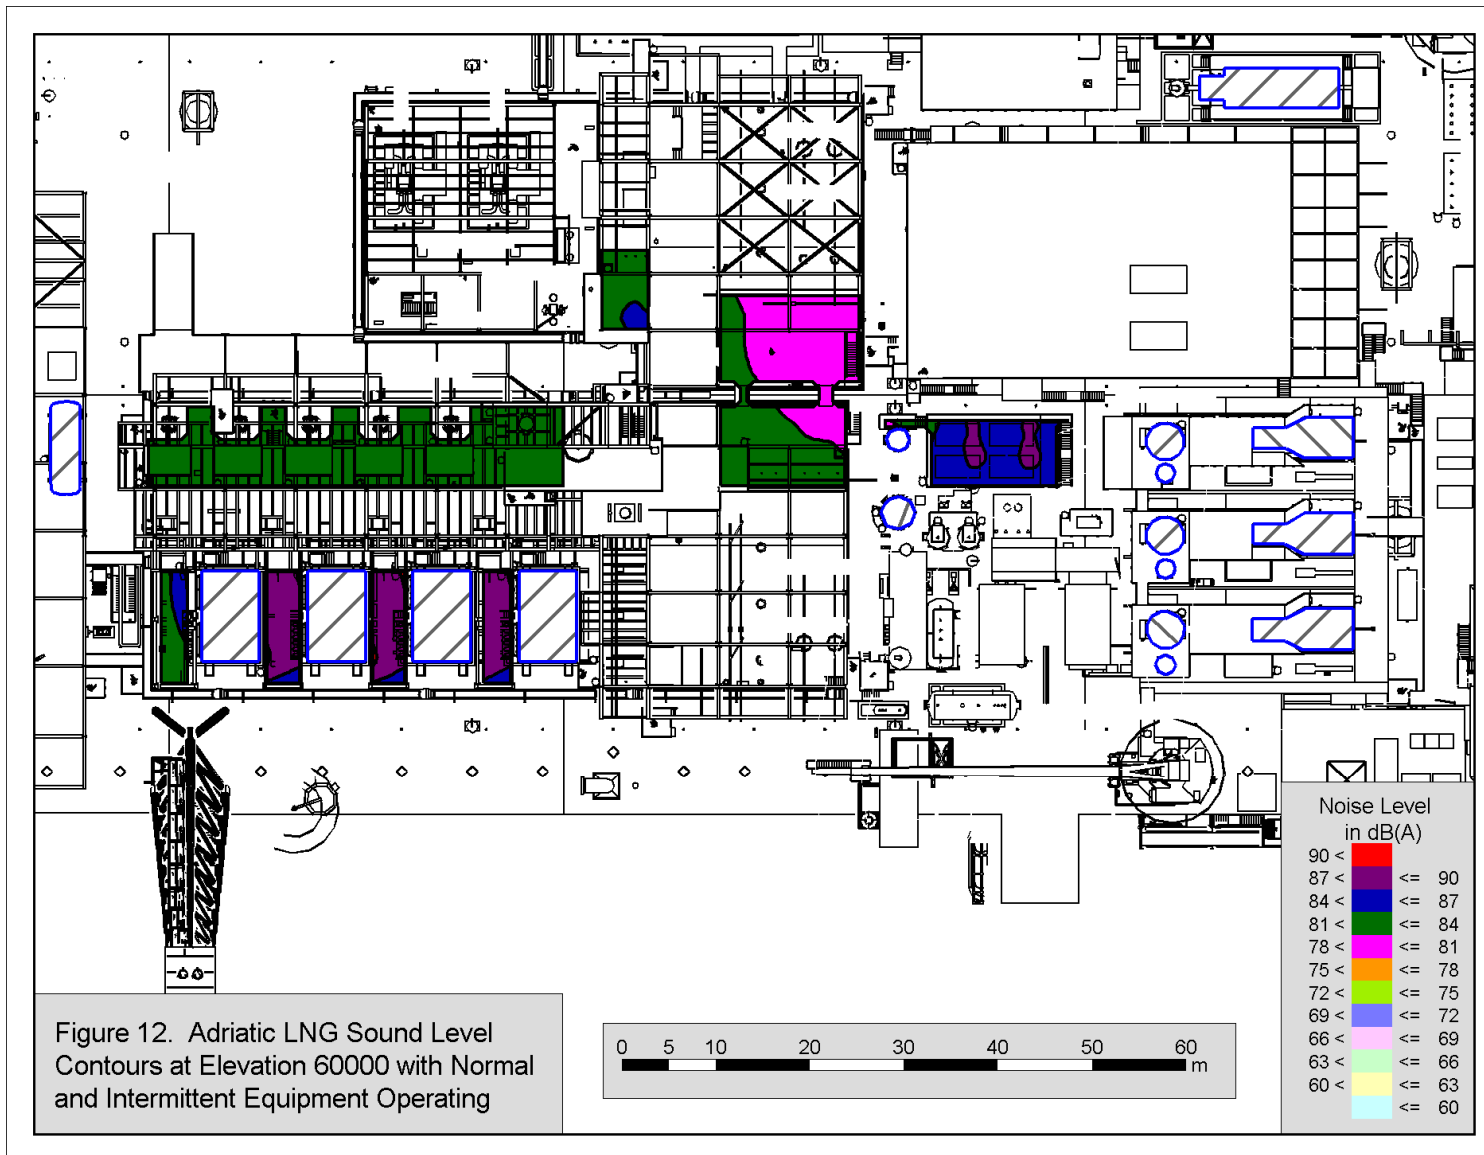 Noise Level
in dB(A)
90 <
87 < <= 90
84 < <= 87
81 < <= 84
78 < <= 81
75 < <= 78
72 < <= 75
69 < <= 72
66 < <= 69
63 < <= 66
60 < <= 63
<= 60
Figure 12. Adriatic LNG Sound Level
Contours at Elevation 60000 with Normal
and Intermittent Equipment Operating
0 5 10 20 30 40 50 60
m